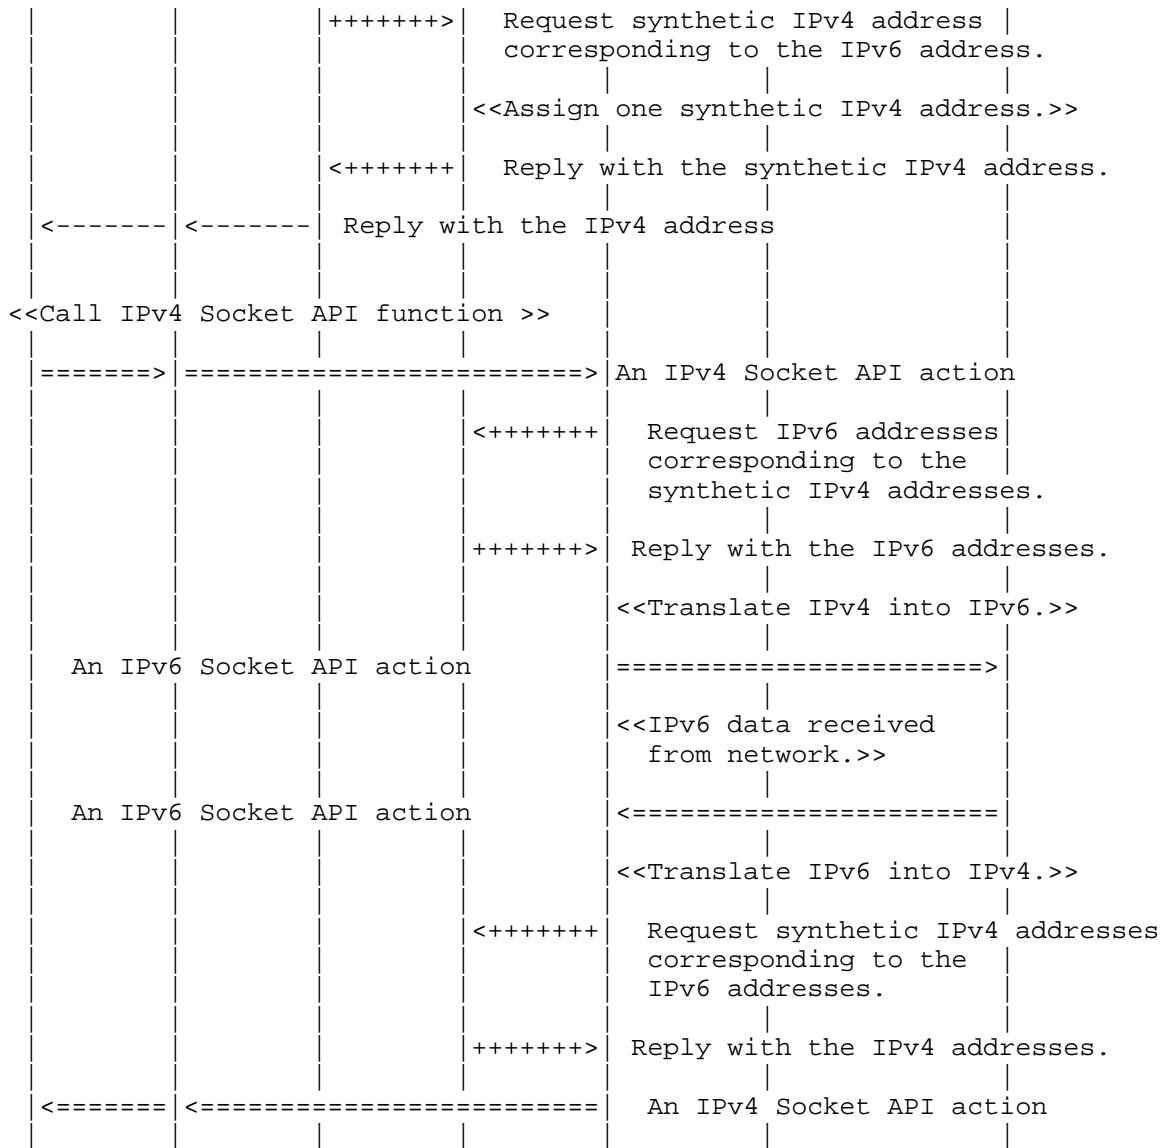 +++++++> Request synthetic IPv4 address
corresponding to the IPv6 address.
<<Assign one synthetic IPv4 address.>>
<+++++++ Reply with the synthetic IPv4 address.
<-------|<------- Reply with the IPv4 address
<<Call IPv4 Socket API function >>
=======>|=========================>|An IPv4 Socket API action
<+++++++ Request IPv6 addresses
corresponding to the
synthetic IPv4 addresses.
+++++++> Reply with the IPv6 addresses.
<<Translate IPv4 into IPv6.>>
An IPv6 Socket API action =======================>
<<IPv6 data received
from network.>>
An IPv6 Socket API action <=======================
<<Translate IPv6 into IPv4.>>
<+++++++ Request synthetic IPv4 addresses
corresponding to the
IPv6 addresses.
+++++++> Reply with the IPv4 addresses.
<=======|<=========================| An IPv4 Socket API action